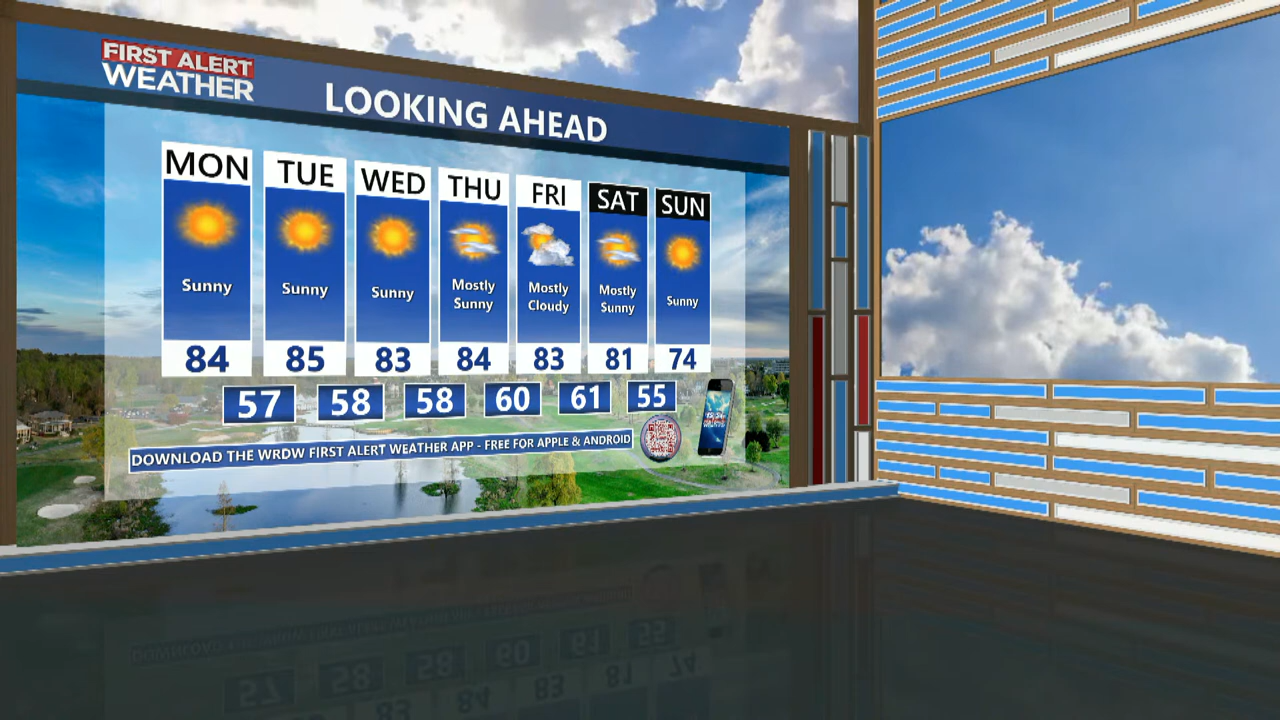 FIRST ALERT
WEATHER
LOOKING AHEAD
MON TUE WED THU FRI SAT SUN
Sunny Sunny Sunny Mostly Sunny Mostly Cloudy Mostly Sunny Sunny
84 85 83 84 83 81 74
57 58 58 60 61 55
DOWNLOAD THE WRDW FIRST ALERT WEATHER APP - FREE FOR APPLE & ANDROID